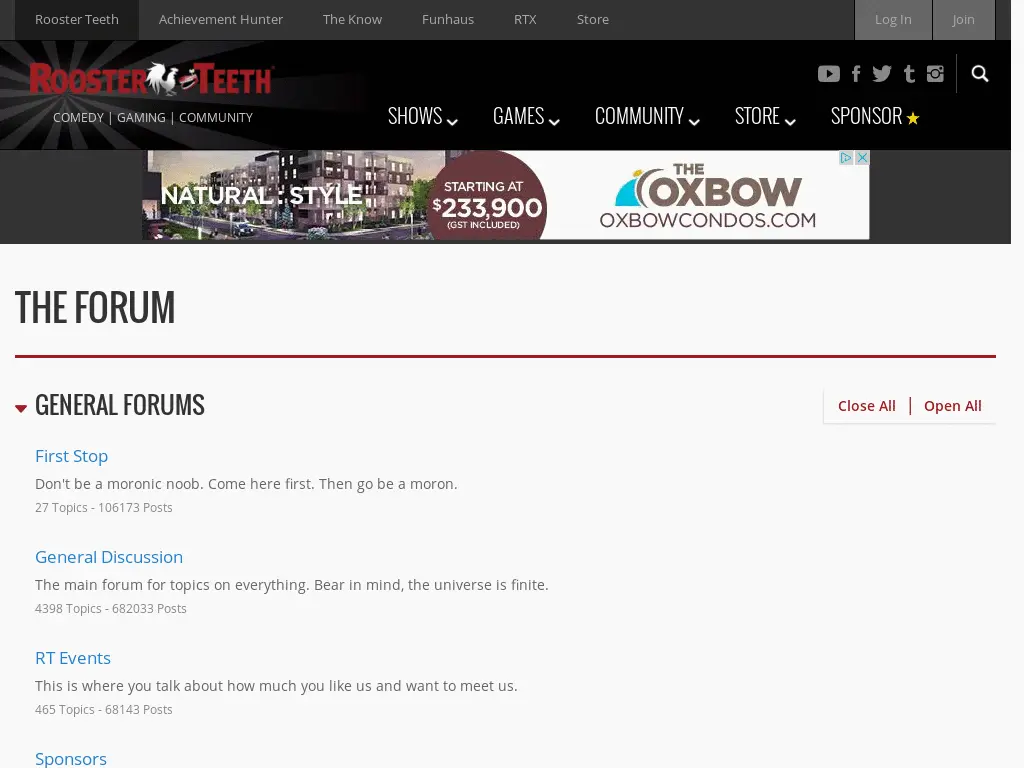 Rooster Teeth Achievement Hunter The Know Funhaus RTX Store Log In Join
ROOSTER TEETH
COMEDY | GAMING | COMMUNITY
SHOWS GAMES COMMUNITY STORE SPONSOR
NATURAL : STYLE
STARTING AT
$233,900
(GST INCLUDED)
THE
OXBOW
OXBOWCONDOS.COM
THE FORUM
GENERAL FORUMS
Close All | Open All
First Stop
Don't be a moronic noob. Come here first. Then go be a moron.
27 Topics - 106173 Posts
General Discussion
The main forum for topics on everything. Bear in mind, the universe is finite.
4398 Topics - 682033 Posts
RT Events
This is where you talk about how much you like us and want to meet us.
465 Topics - 68143 Posts
Sponsors